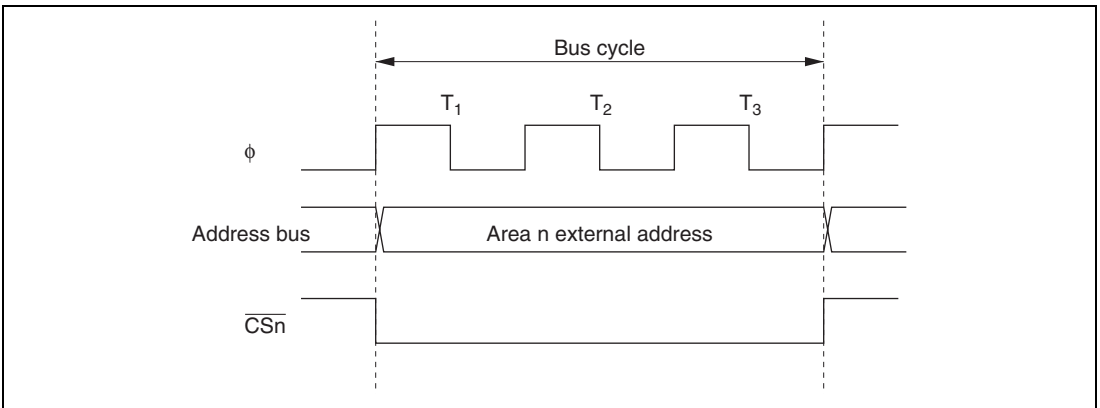 Bus cycle
T1 T2 T3
φ
Address bus Area n external address
CSn